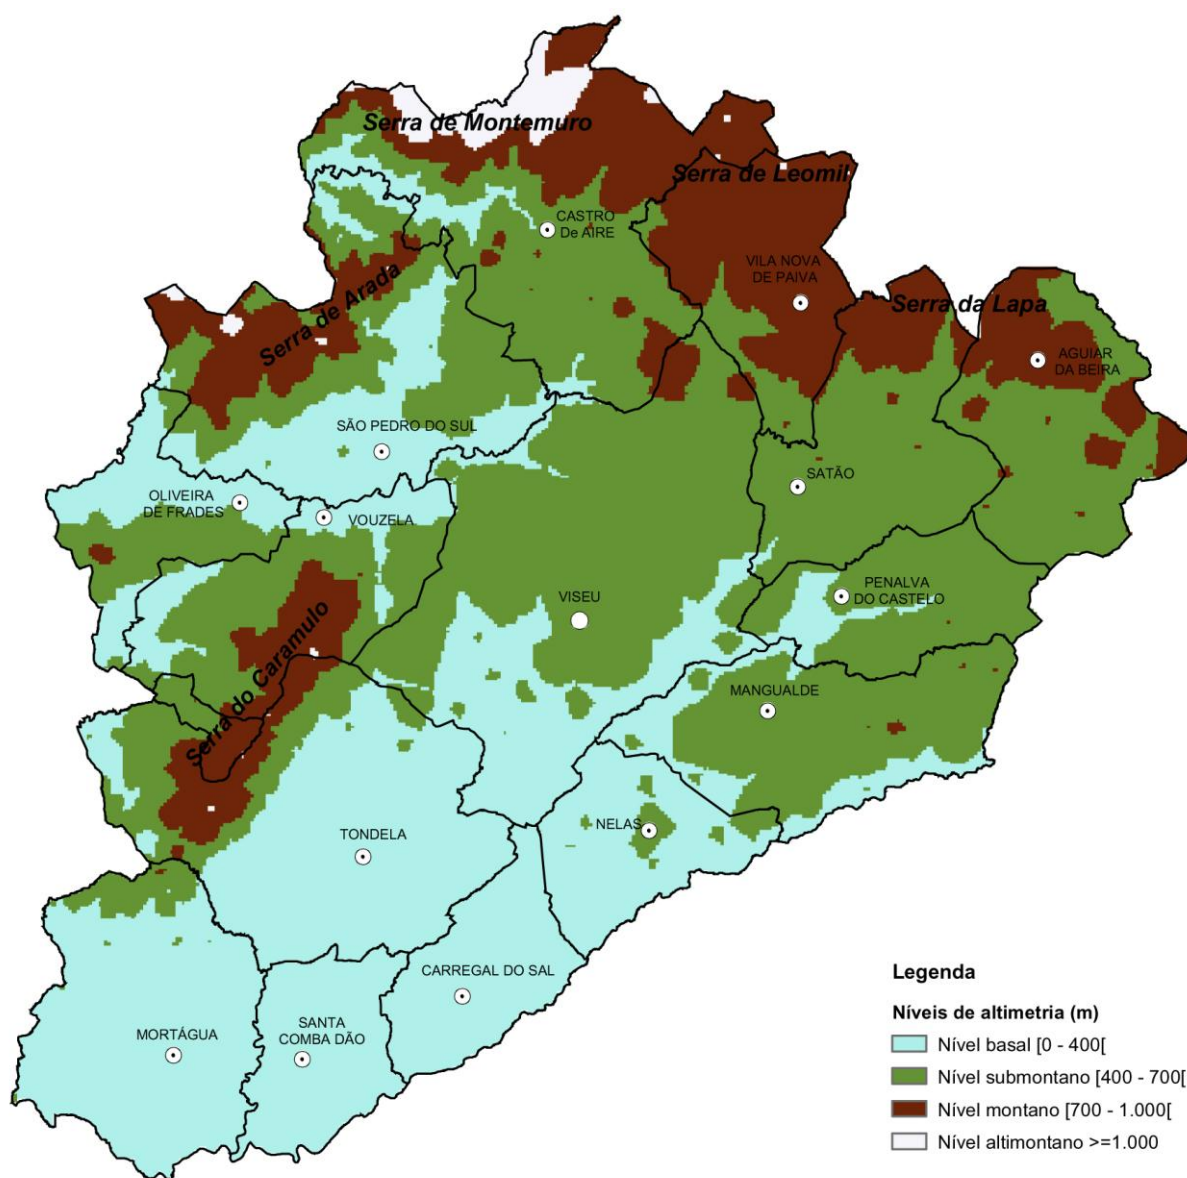 Serra de Montemuro
Serra de Leomil
CASTRO
De AIRE
VILA NOVA
DE PAIVA
Serra de Arada
Serra da Lapa
AGUIAR
DA BEIRA
SÃO PEDRO DO SUL
SATÃO
OLIVEIRA
DE FRADES
VOUZELA
PENALVA
DO CASTELO
VISEU
Serra do Caramulo
MANGUALDE
NELAS
TONDELA
CARREGAL DO SAL
SANTA
COMBA DÃO
MORTÁGUA
Legenda
Níveis de altimetria (m)
Nível basal [0 - 400[
Nível submontano [400 - 700[
Nível montano [700 - 1.000[
Nível altimontano >=1.000